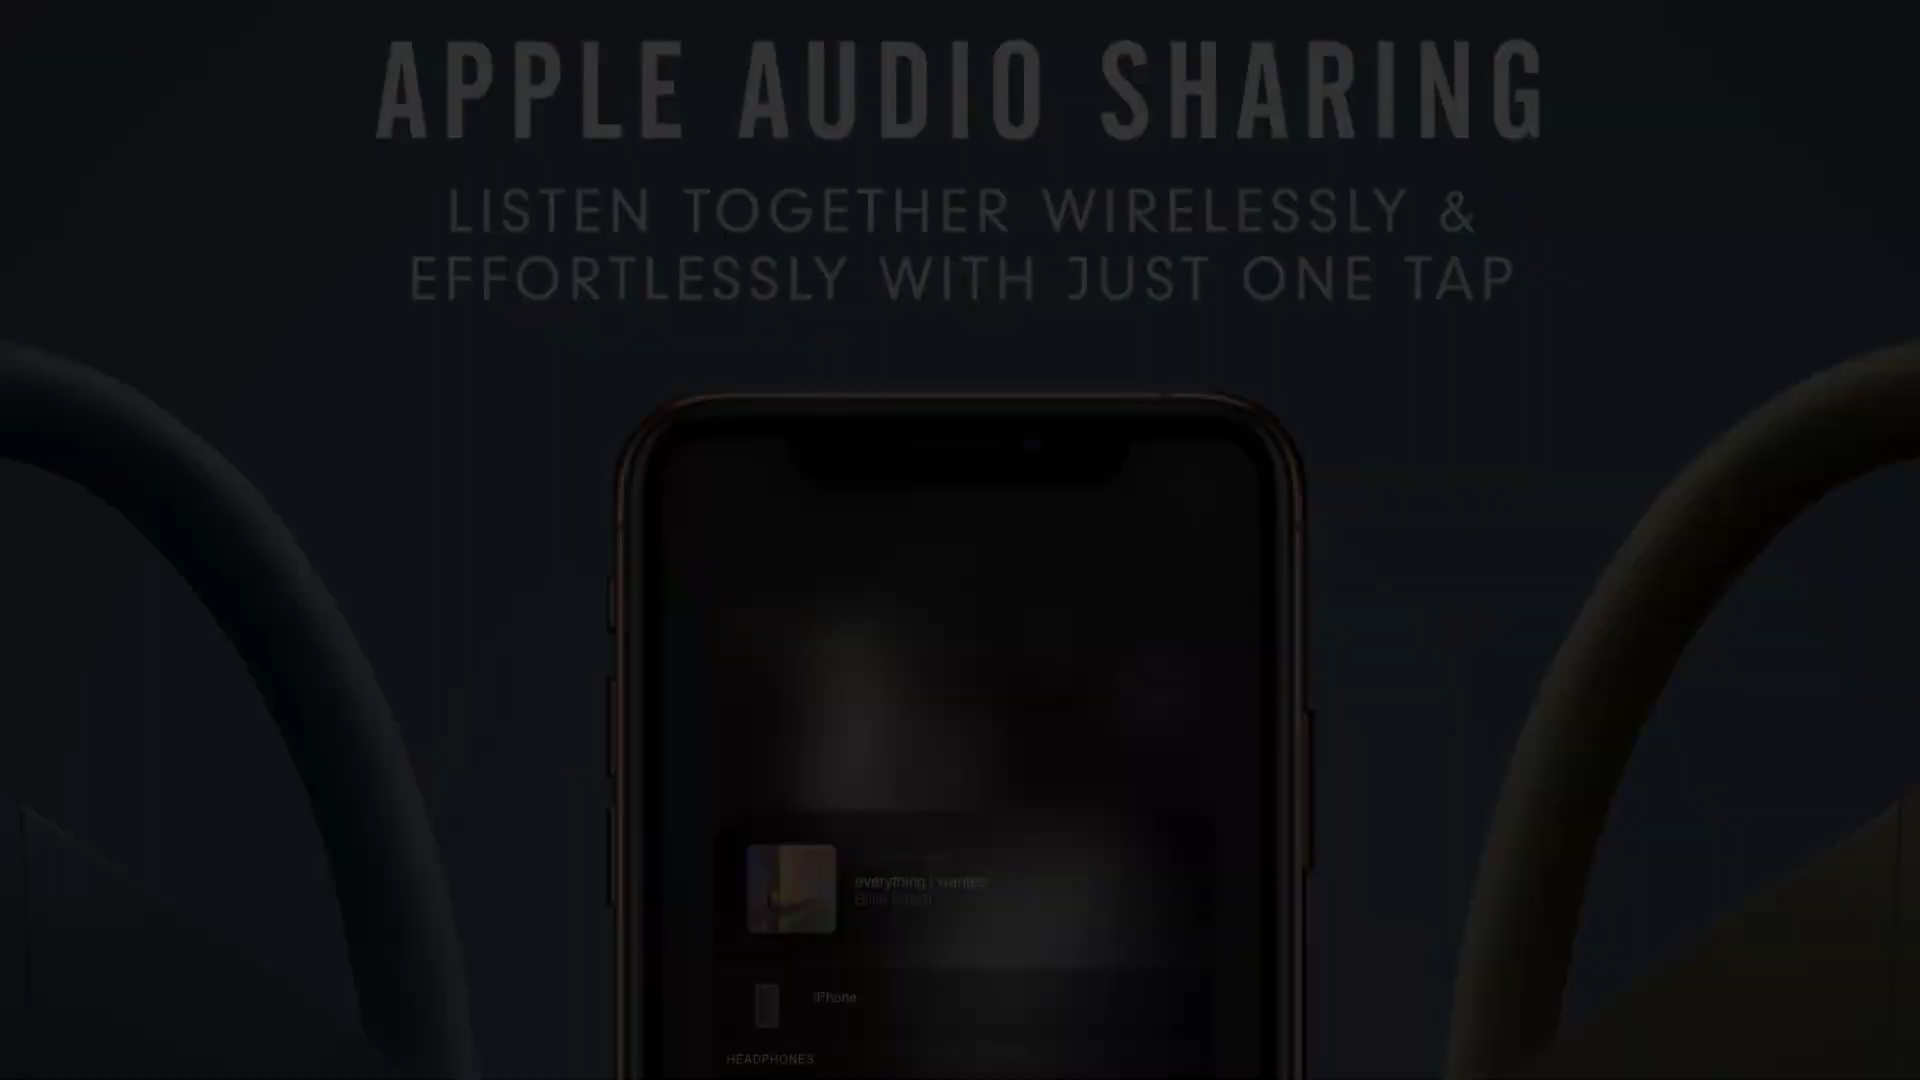 APPLE AUDIO SHARING
LISTEN TOGETHER WIRELESSLY &
EFFORTLESSLY WITH JUST ONE TAP
everything i wanted
iPhone
HEADPHONES